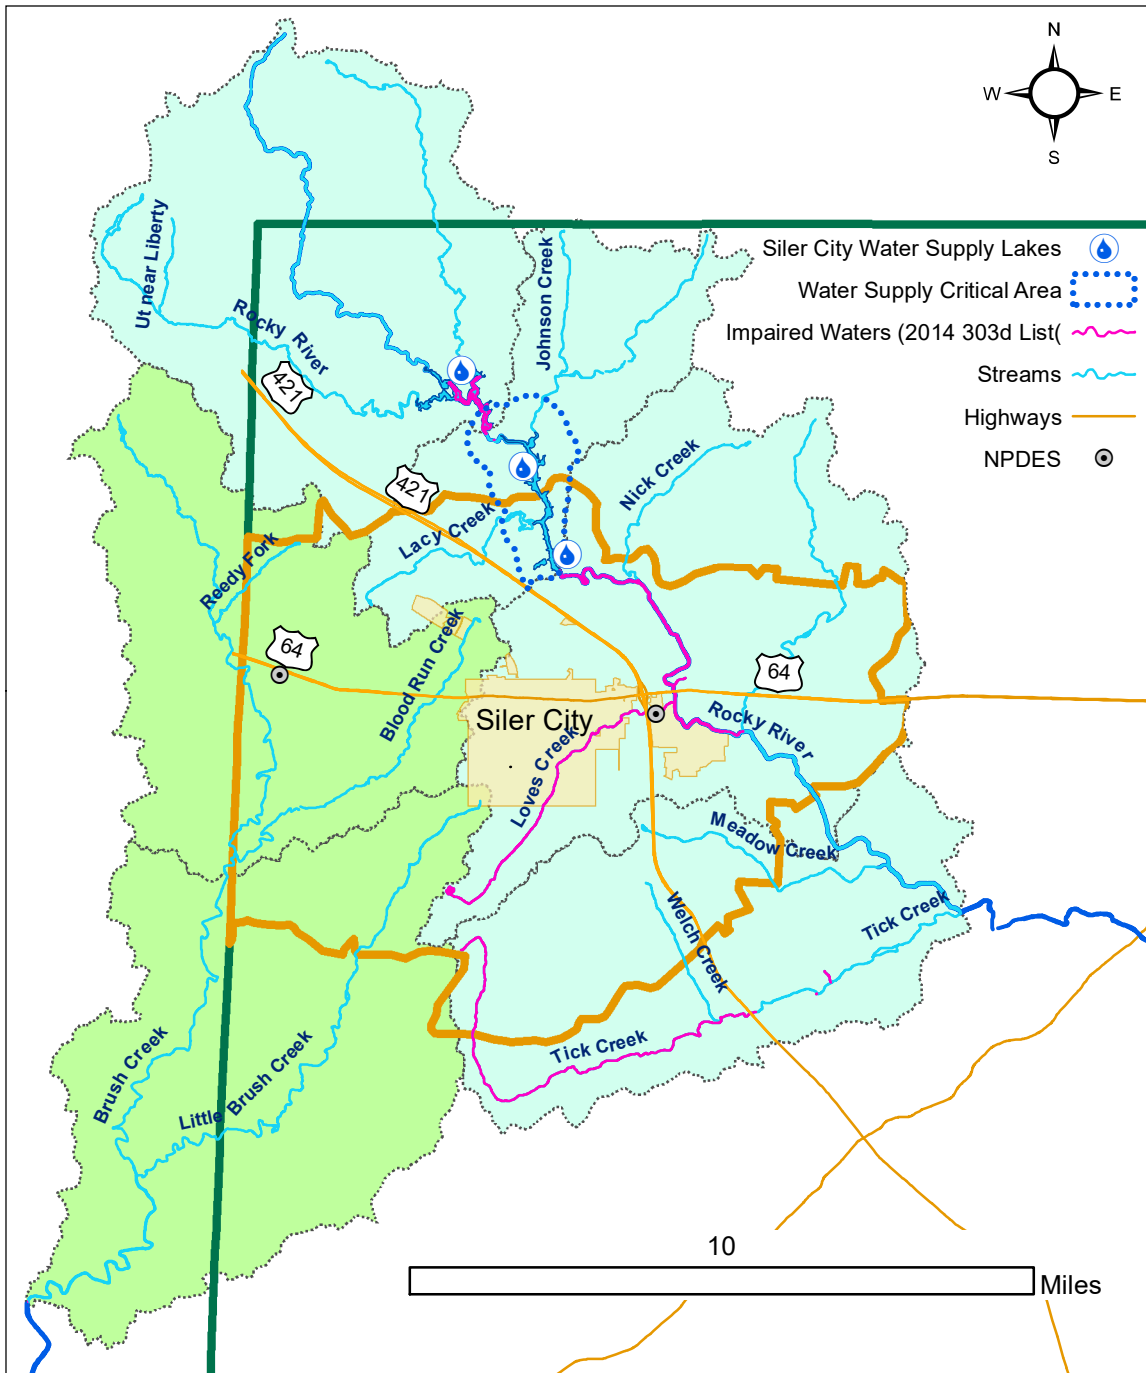 N
W E
S
Siler City Water Supply Lakes
Water Supply Critical Area
Impaired Waters (2014 303d List(
Streams
Highways
NPDES
Ut near Liberty
Rocky River
Johnson Creek
421
421
Nick Creek
Lacy Creek
Reedy Fork
64
Blood Run Creek
64
Siler City
Rocky River
Loves Creek
Meadow Creek
Welch Creek
Tick Creek
Tick Creek
Brush Creek
Little Brush Creek
10
Miles